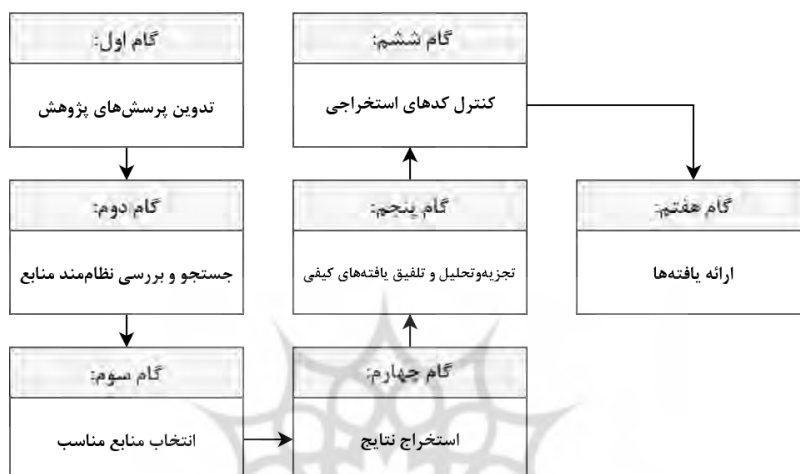 گام اول:
تدوین پرسش‌های پژوهش
گام دوم:
جستجو و بررسی نظام‌مند منابع
گام سوم:
انتخاب منابع مناسب
گام چهارم:
استخراج نتایج
گام پنجم:
تجزیه‌وتحلیل و تلفیق یافته‌های کیفی
گام ششم:
کنترل کدهای استخراجی
گام هفتم:
ارائه یافته‌ها